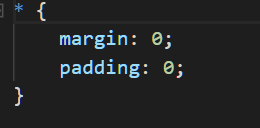 * {
    margin: 0;
    padding: 0;
}